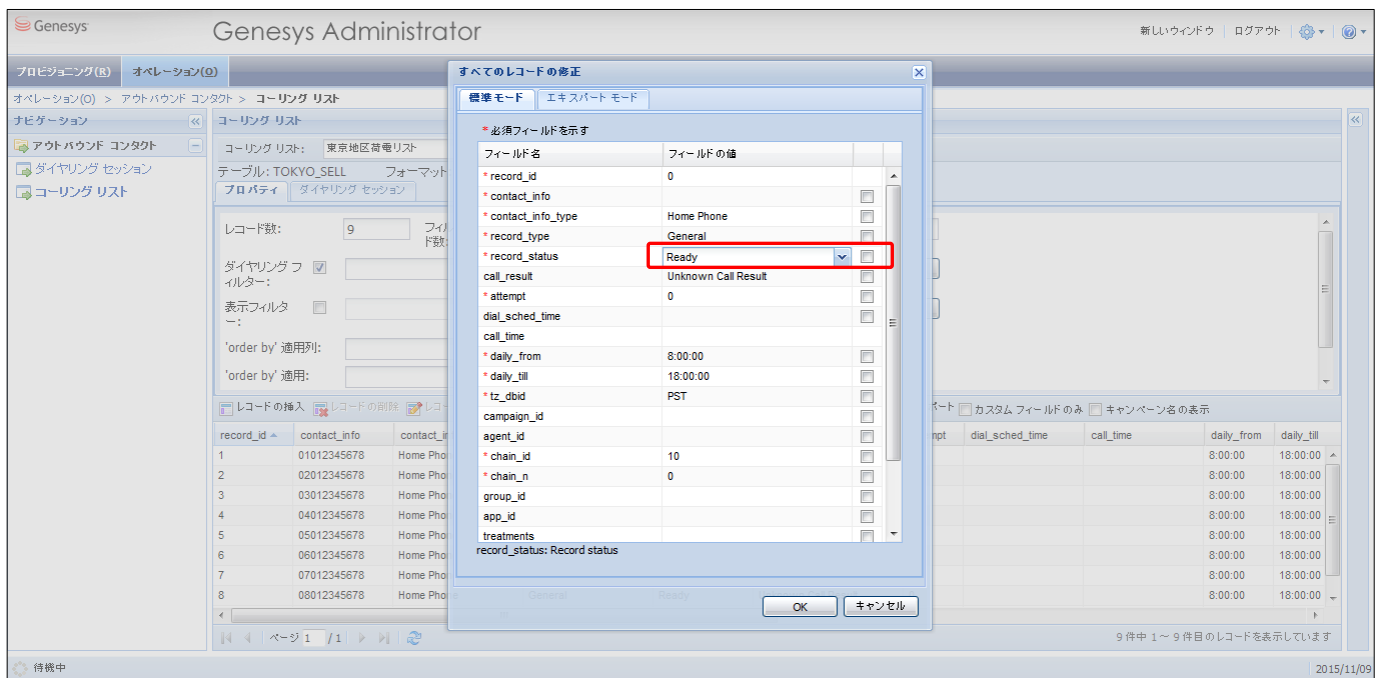 Genesys
Genesys Administrator
新しいウィンドウ ログアウト
プロビジョニング(R) オペレーション(O)
オペレーション(O) > アウトバウンド コンタクト > コーリング リスト
ナビゲーション
アウトバウンド コンタクト
ダイヤリング セッション
コーリング リスト
コーリング リスト
コーリング リスト: 東京地区荷電リスト
テーブル: TOKYO_SELL フォーマット
プロパティ ダイヤリング セッション
レコード数: 9
ド数:
ダイヤリング フィルター:
表示フィルター:
'order by' 適用列:
'order by' 適用:
レコードの挿入 レコードの削除
カスタム フィールドのみ キャンペーン名の表示
すべてのレコードの修正
標準モード エキスパート モード
* 必須フィールドを示す
フィールド名 フィールドの値
* record_id 0
* contact_info
* contact_info_type Home Phone
* record_type General
* record_status Ready
call_result Unknown Call Result
* attempt 0
dial_sched_time
call_time
* daily_from 8:00:00
* daily_till 18:00:00
* tz_dbid PST
campaign_id
agent_id
* chain_id 10
* chain_n 0
group_id
app_id
treatments
record_status: Record status
OK キャンセル
record_id contact_info dial_sched_time call_time daily_from daily_till
1 01012345678 Home Pho 8:00:00 18:00:00
2 02012345678 Home Pho 8:00:00 18:00:00
3 03012345678 Home Pho 8:00:00 18:00:00
4 04012345678 Home Pho 8:00:00 18:00:00
5 05012345678 Home Pho 8:00:00 18:00:00
6 06012345678 Home Pho 8:00:00 18:00:00
7 07012345678 Home Pho 8:00:00 18:00:00
8 08012345678 Home Phone General Ready 8:00:00 18:00:00
ページ 1 / 1
9 件中 1 ~ 9 件目のレコードを表示しています
待機中
2015/11/09